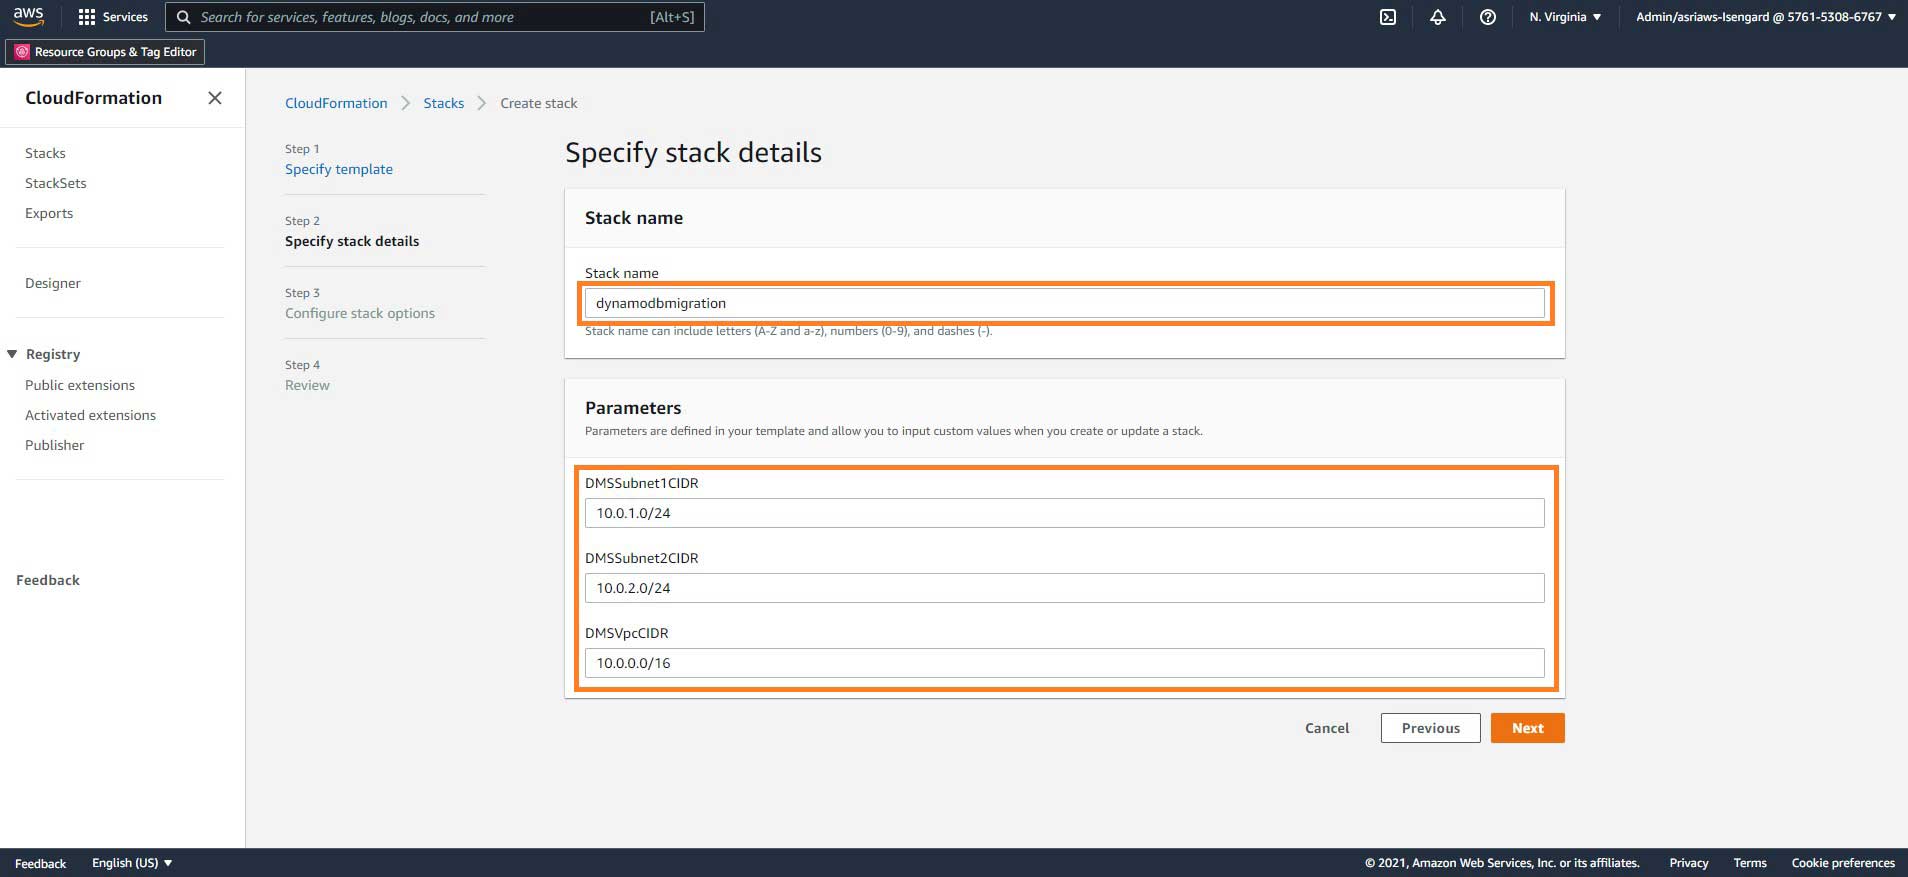 aws
Services
Search for services, features, blogs, docs, and more [Alt+S]
N. Virginia
Admin/asriaws-Isengard @ 5761-5308-6767
Resource Groups & Tag Editor
CloudFormation
Stacks
StackSets
Exports
Designer
Registry
Public extensions
Activated extensions
Publisher
Feedback
CloudFormation > Stacks > Create stack
Step 1
Specify template
Step 2
Specify stack details
Step 3
Configure stack options
Step 4
Review
Specify stack details
Stack name
Stack name
dynamodbmigration
Stack name can include letters (A-Z and a-z), numbers (0-9), and dashes (-).
Parameters
Parameters are defined in your template and allow you to input custom values when you create or update a stack.
DMSSubnet1CIDR
10.0.1.0/24
DMSSubnet2CIDR
10.0.2.0/24
DMSVpcCIDR
10.0.0.0/16
Cancel
Previous
Next
Feedback
English (US)
© 2021, Amazon Web Services, Inc. or its affiliates.
Privacy
Terms
Cookie preferences